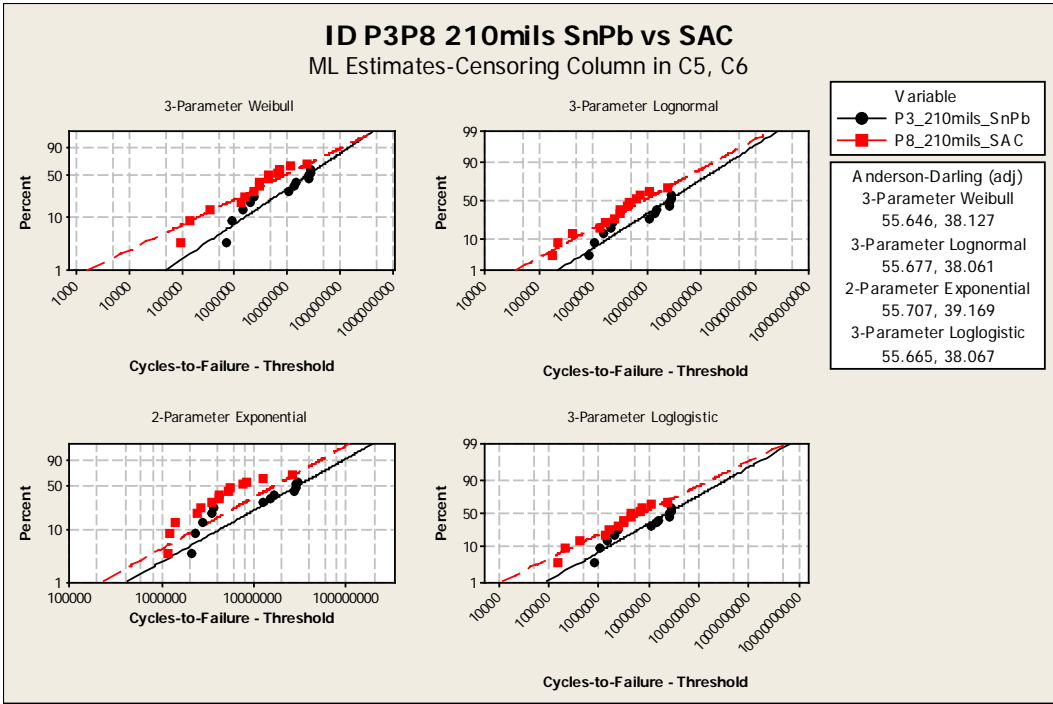 ID P3P8 210mils SnPb vs SAC
ML Estimates-Censoring Column in C5, C6
3-Parameter Weibull
Percent
90
50
10
1
1000
10000
100000
1000000
10000000
100000000
1000000000
Cycles-to-Failure - Threshold
3-Parameter Lognormal
Percent
99
90
50
10
1
10000
100000
1000000
10000000
100000000
1000000000
10000000000
Cycles-to-Failure - Threshold
Variable
P3_210mils_SnPb
P8_210mils_SAC
Anderson-Darling (adj)
3-Parameter Weibull
55.646, 38.127
3-Parameter Lognormal
55.677, 38.061
2-Parameter Exponential
55.707, 39.169
3-Parameter Loglogistic
55.665, 38.067
2-Parameter Exponential
Percent
90
50
10
1
100000
1000000
10000000
100000000
Cycles-to-Failure - Threshold
3-Parameter Loglogistic
Percent
99
90
50
10
1
10000
100000
1000000
10000000
100000000
1000000000
10000000000
Cycles-to-Failure - Threshold